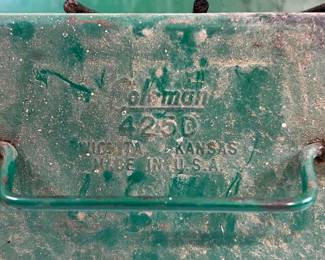 Coleman
425D
WICHITA, KANSAS
MADE IN U.S.A.